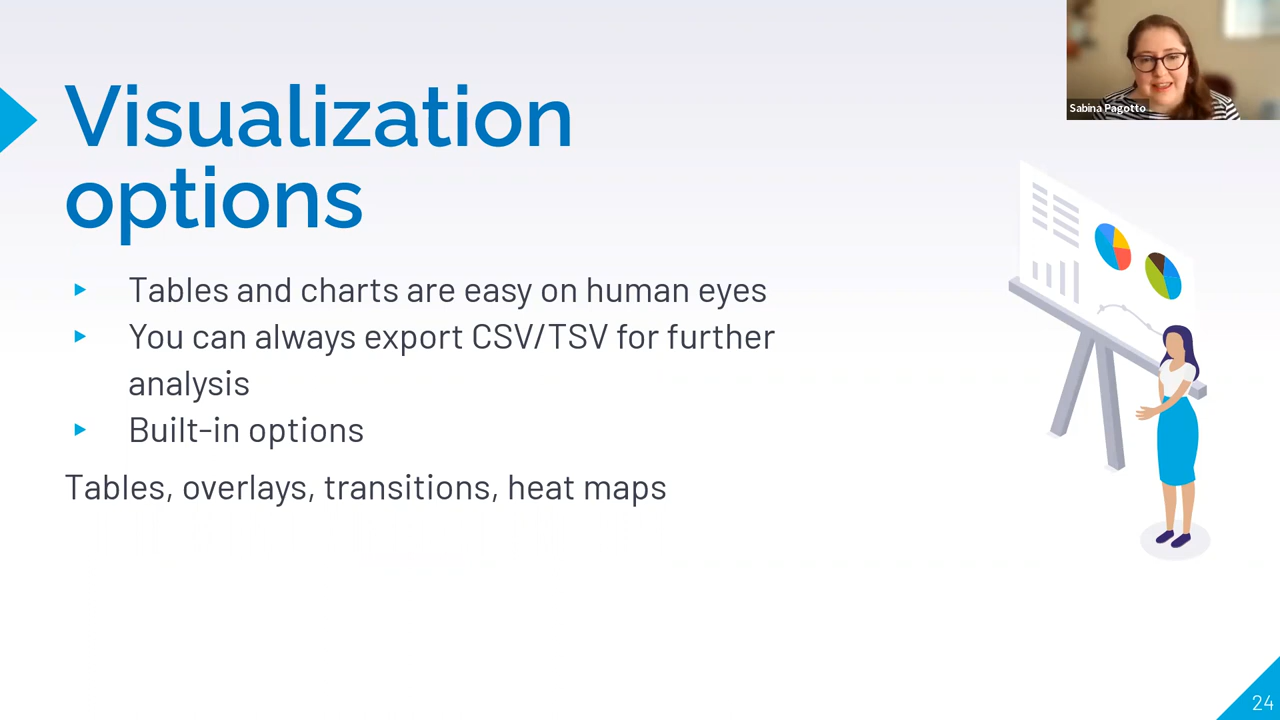 Sabina Pagotto
Visualization
options
Tables and charts are easy on human eyes
You can always export CSV/TSV for further
analysis
Built-in options
Tables, overlays, transitions, heat maps
24